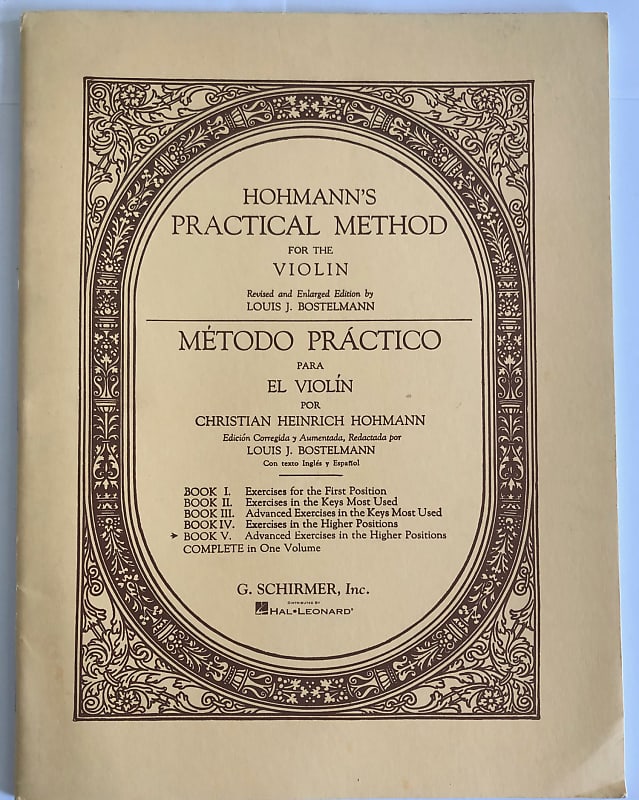 HOHMANN'S
PRACTICAL METHOD
FOR THE
VIOLIN
Revised and Enlarged Edition by
LOUIS J. BOSTELMANN
MÉTODO PRÁCTICO
PARA
EL VIOLÍN
POR
CHRISTIAN HEINRICH HOHMANN
Edición Corregida y Aumentada, Redactada por
LOUIS J. BOSTELMANN
Con texto Inglés y Español
BOOK I. Exercises for the First Position
BOOK II. Exercises in the Keys Most Used
BOOK III. Advanced Exercises in the Keys Most Used
BOOK IV. Exercises in the Higher Positions
➤ BOOK V. Advanced Exercises in the Higher Positions
COMPLETE in One Volume
G. SCHIRMER, Inc.
DISTRIBUTED BY
HAL•LEONARD®